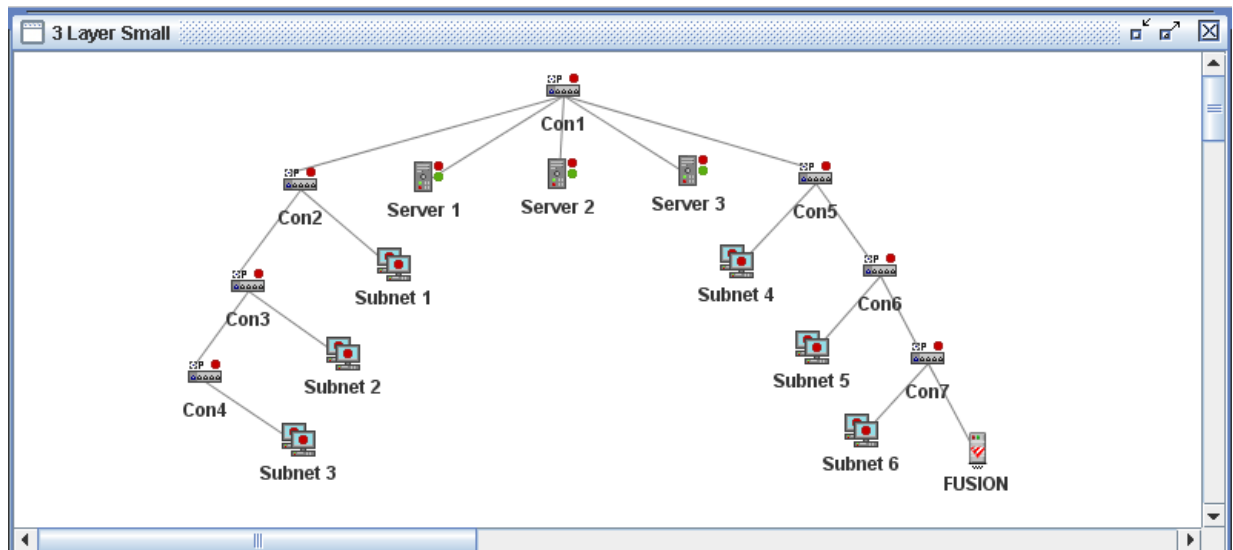 3 Layer Small
Con1
Con2
Server 1
Server 2
Server 3
Con5
Subnet 1
Subnet 4
Con3
Con6
Subnet 2
Subnet 5
Con4
Con7
Subnet 3
Subnet 6
FUSION